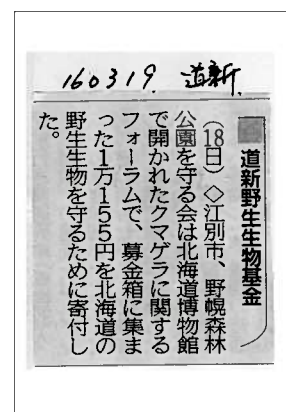 160319. 道新.
道新野生生物基金
（18日）◇江別市、野幌森林
公園を守る会は北海道博物館
で開かれたクマゲラに関する
フォーラムで、募金箱に集ま
った1万155円を北海道の
野生生物を守るために寄付し
た。